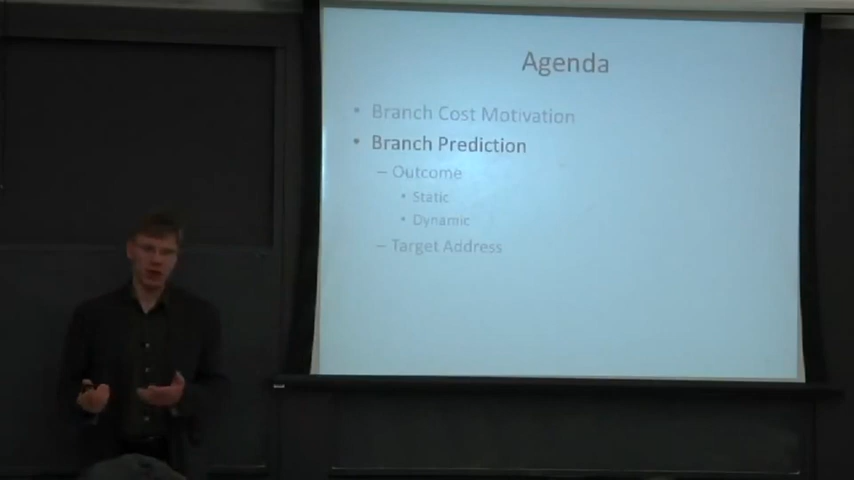 Agenda
• Branch Cost Motivation
• Branch Prediction
– Outcome
• Static
• Dynamic
– Target Address